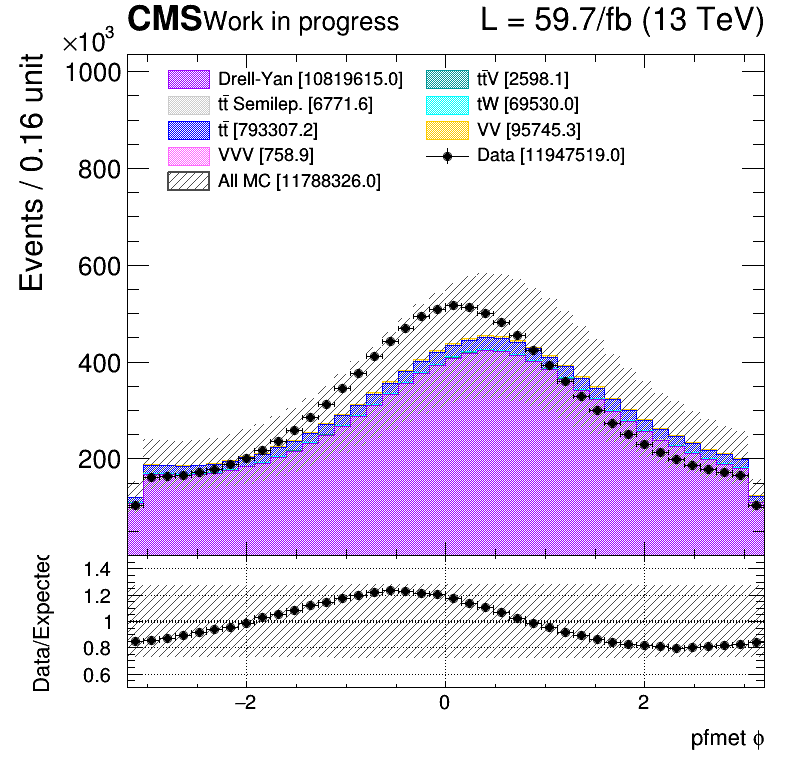 CMS Work in progress L = 59.7/fb (13 TeV)
×10³
Events / 0.16 unit
1000
800
600
400
200
Drell-Yan [10819615.0]
tt̄ Semilep. [6771.6]
tt̄ [793307.2]
VVV [758.9]
All MC [11788326.0]
tt̄V [2598.1]
tW [69530.0]
VV [95745.3]
Data [11947519.0]
Data/Expected
1.4
1.2
1
0.8
0.6
−2 0 2
pfmet ϕ